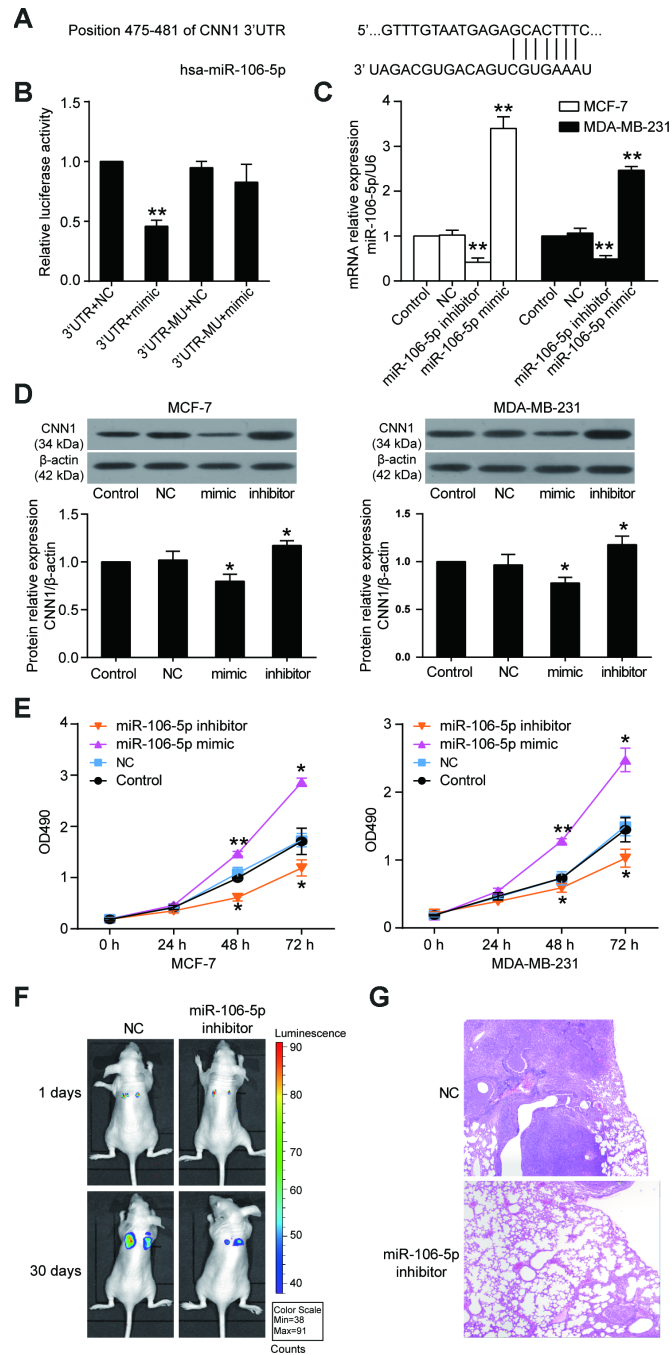 A
Position 475-481 of CNN1 3'UTR
5'...GTTTGTAATGAGAGCACTTTC...
hsa-miR-106-5p
3' UAGACGUGACAGUCGUGAAAU
B
Relative luciferase activity
1.5
1.0
0.5
0.0
3'UTR+NC
3'UTR+mimic
3'UTR-MU+NC
3'UTR-MU+mimic
**
C
mRNA relative expression
miR-106-5p/U6
6
4
2
1
0
MCF-7
MDA-MB-231
**
**
**
**
Control
NC
miR-106-5p inhibitor
miR-106-5p mimic
Control
NC
miR-106-5p inhibitor
miR-106-5p mimic
D
MCF-7
CNN1
(34 kDa)
β-actin
(42 kDa)
Control NC mimic inhibitor
Protein relative expression
CNN1/β-actin
1.5
1.0
0.5
0.0
*
*
Control NC mimic inhibitor
MDA-MB-231
CNN1
(34 kDa)
β-actin
(42 kDa)
Control NC mimic inhibitor
Protein relative expression
CNN1/β-actin
1.5
1.0
0.5
0.0
*
*
Control NC mimic inhibitor
E
OD490
4
3
2
1
0
miR-106-5p inhibitor
miR-106-5p mimic
NC
Control
**
*
*
*
0 h 24 h 48 h 72 h
MCF-7
OD490
3
2
1
0
miR-106-5p inhibitor
miR-106-5p mimic
NC
Control
**
*
*
*
0 h 24 h 48 h 72 h
MDA-MB-231
F
NC
miR-106-5p
inhibitor
Luminescence
1 days
30 days
90
80
70
60
50
40
Color Scale
Min=38
Max=91
Counts
G
NC
miR-106-5p
inhibitor